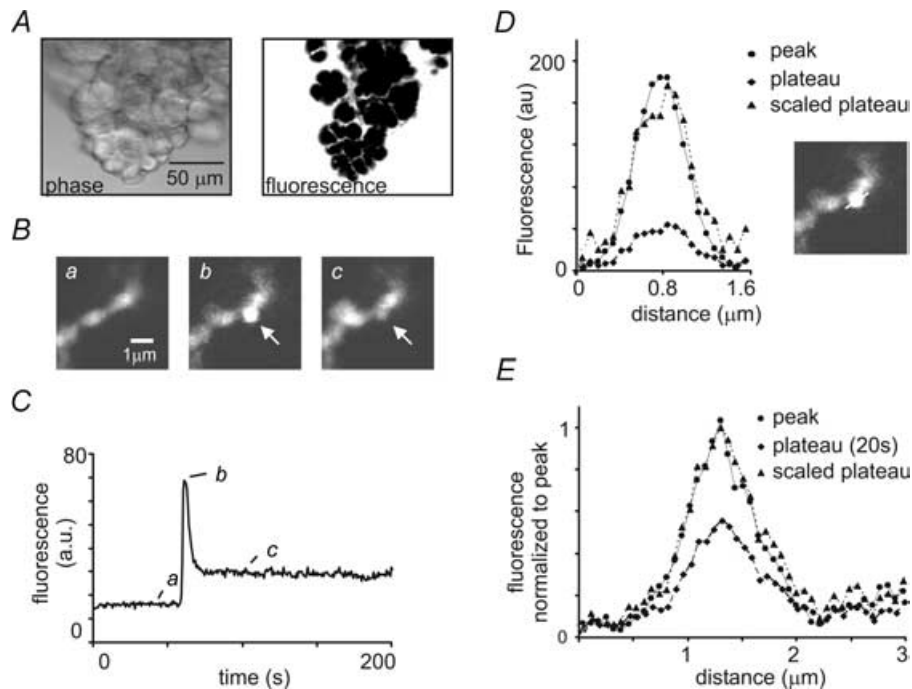 A
phase
50 μm
fluorescence
B
a
1μm
b
c
C
fluorescence
(a.u.)
80
0
a
b
c
0
200
time (s)
D
Fluorescence (au)
200
0
peak
plateau
scaled plateau
0
0.8
1.6
distance (μm)
E
fluorescence
normalized to peak
1
0
peak
plateau (20s)
scaled plateau
1
2
3
distance (μm)